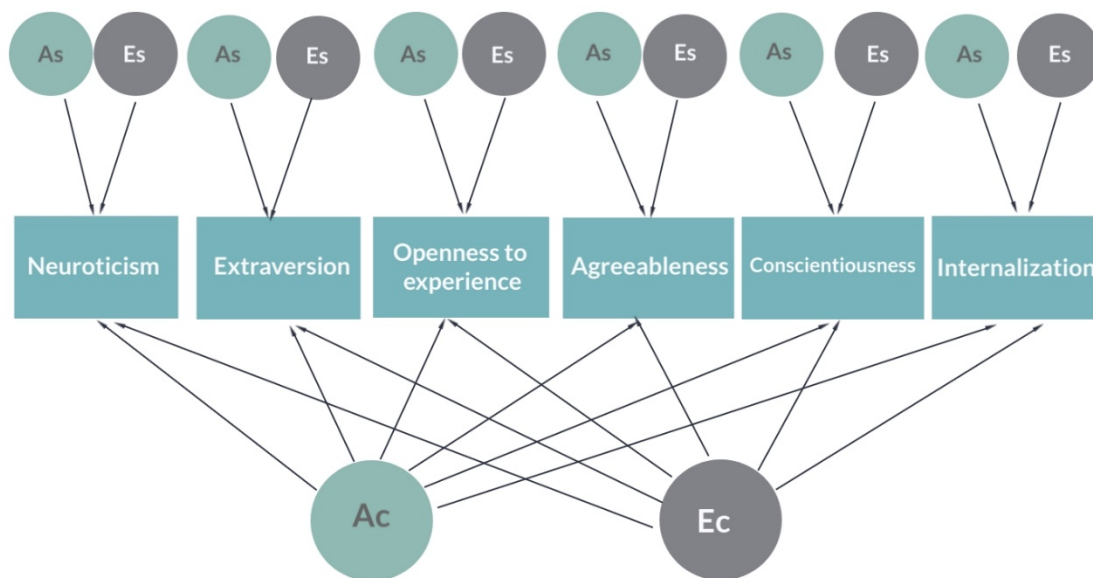 As Es As Es As Es As Es As Es As Es
Neuroticism
Extraversion
Openness to
experience
Agreeableness
Conscientiousness
Internalization
Ac
Ec